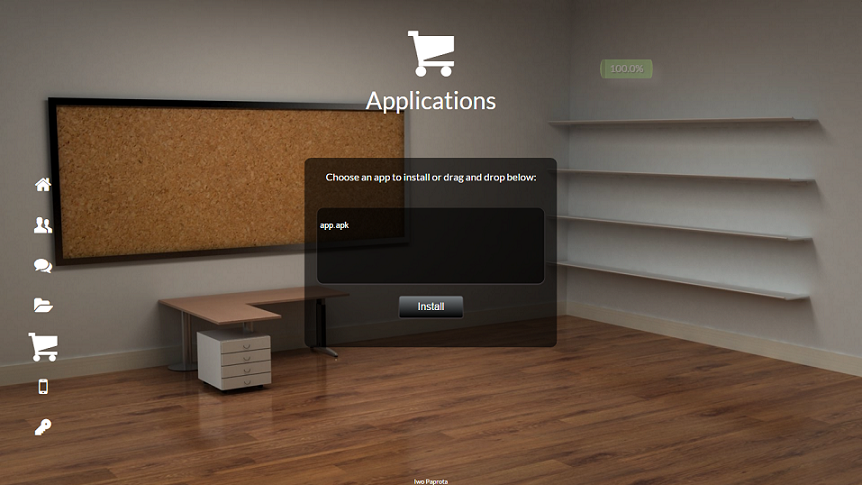 Applications
100.0%
Choose an app to install or drag and drop below:
app.apk
Install
Iwo Paprota